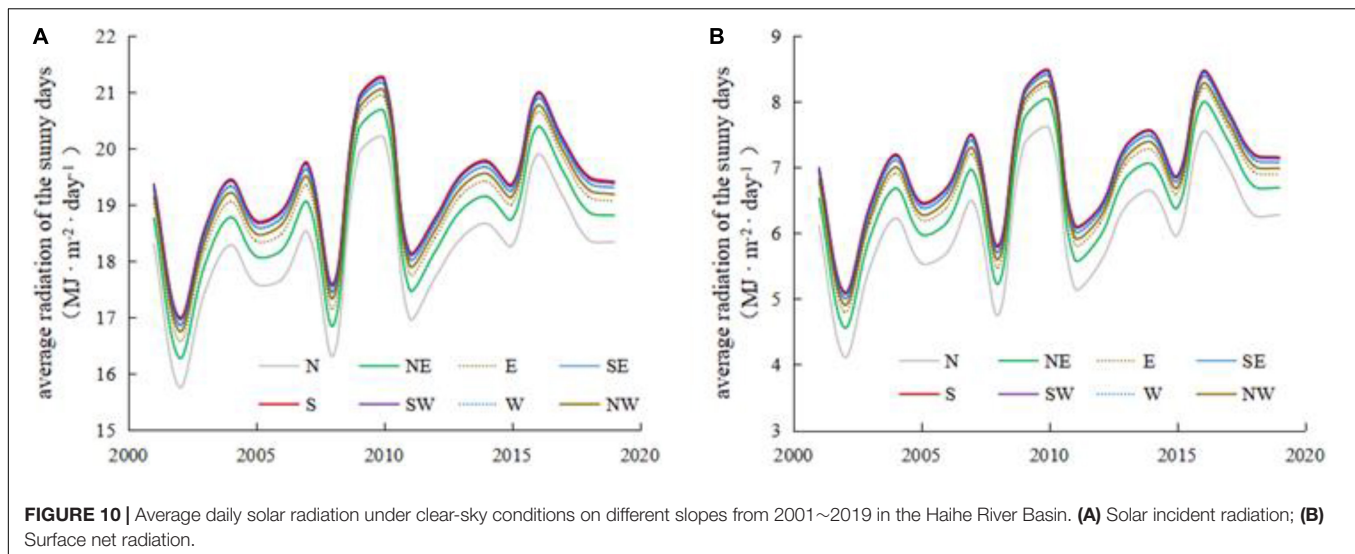 A
average radiation of the sunny days
(MJ · m⁻² · day⁻¹)
22
21
20
19
18
17
16
15
2000
2005
2010
2015
2020
N
NE
E
SE
S
SW
W
NW
B
average radiation of the sunny days
(MJ · m⁻² · day⁻¹)
9
8
7
6
5
4
3
2000
2005
2010
2015
2020
N
NE
E
SE
S
SW
W
NW
FIGURE 10 | Average daily solar radiation under clear-sky conditions on different slopes from 2001~2019 in the Haihe River Basin. (A) Solar incident radiation; (B)
Surface net radiation.